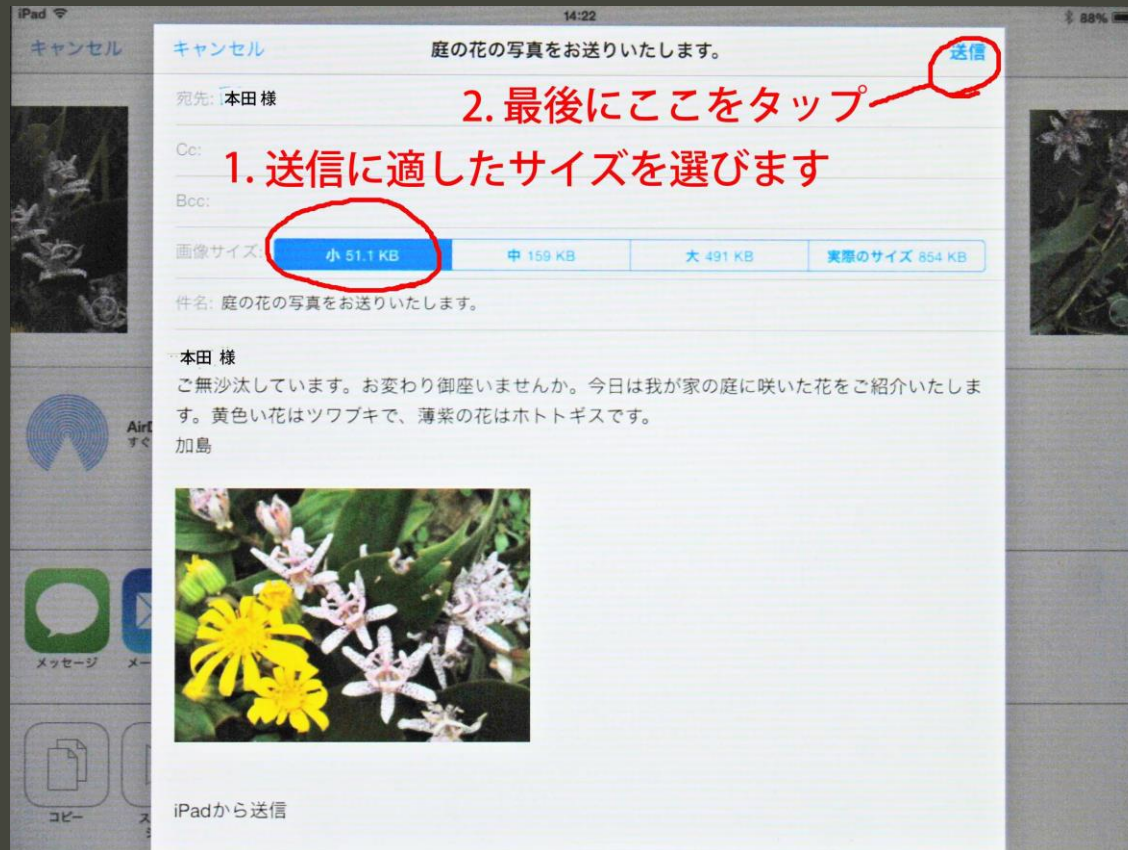 iPad 14:22 88%
キャンセル
キャンセル 庭の花の写真をお送りいたします。 送信
宛先: 本田 様
2. 最後にここをタップ
Cc:
1. 送信に適したサイズを選びます
Bcc:
画像サイズ: 小 51.1 KB 中 159 KB 大 491 KB 実際のサイズ 854 KB
件名: 庭の花の写真をお送りいたします。
本田 様
ご無沙汰しています。お変わり御座いませんか。今日は我が家の庭に咲いた花をご紹介いたしま
す。黄色い花はツワブキで、薄紫の花はホトトギスです。
加島
AirD
すぐ
メッセージ メー
コピー ス
iPadから送信